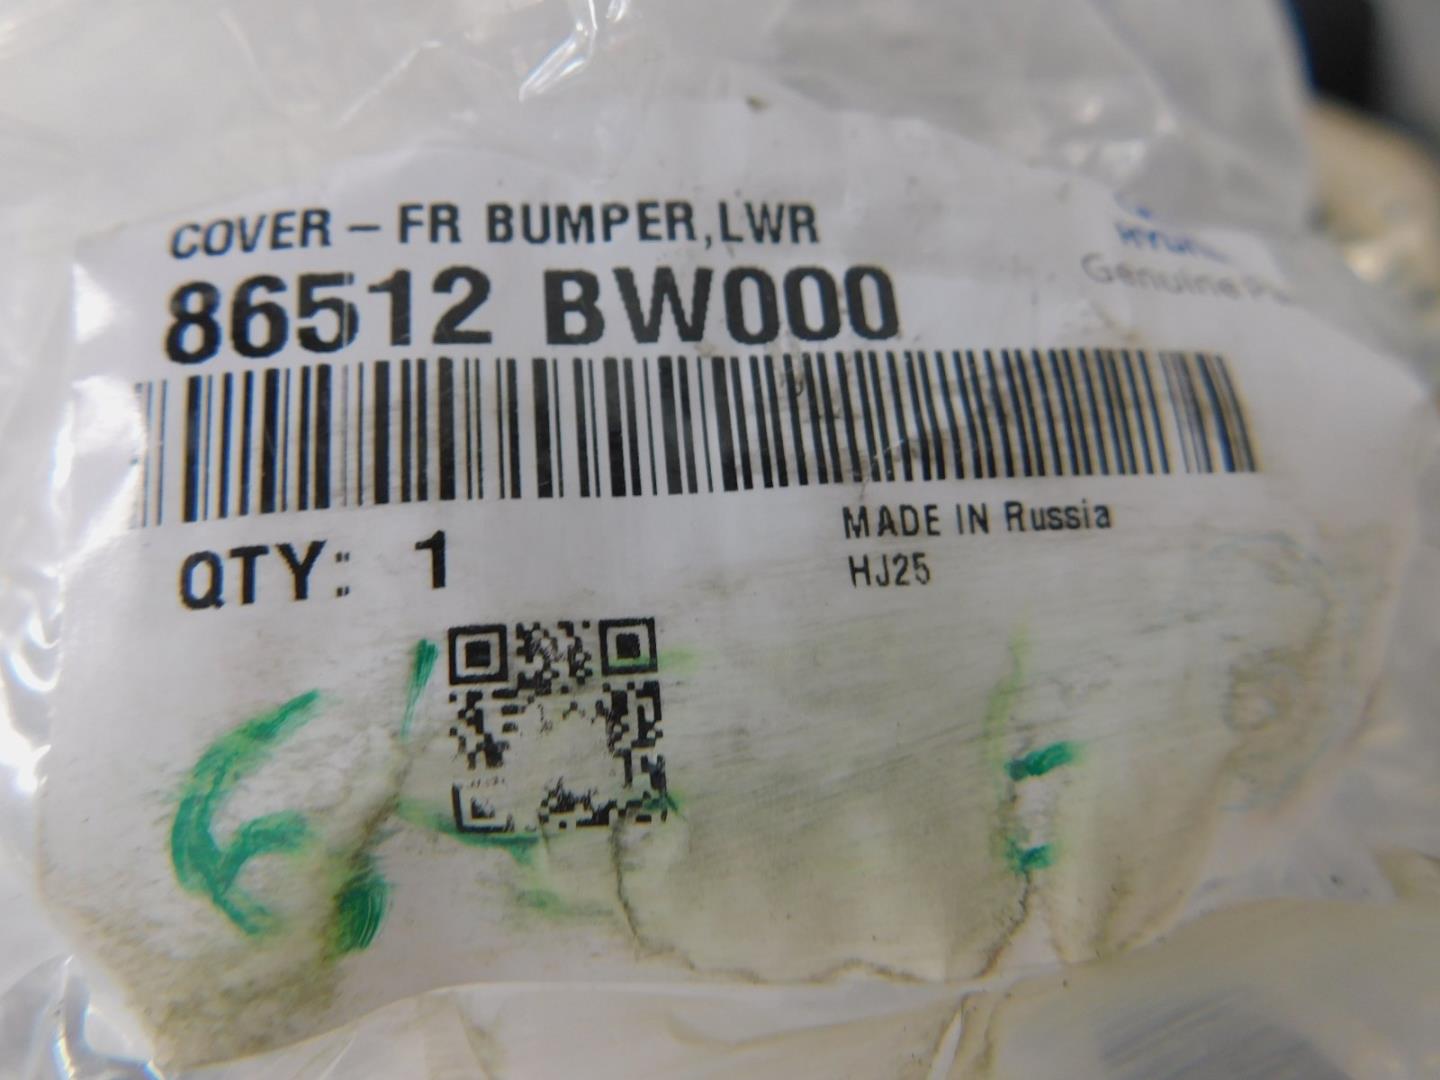 COVER – FR BUMPER,LWR
86512 BW000
Genuine
QTY: 1
MADE IN Russia
HJ25